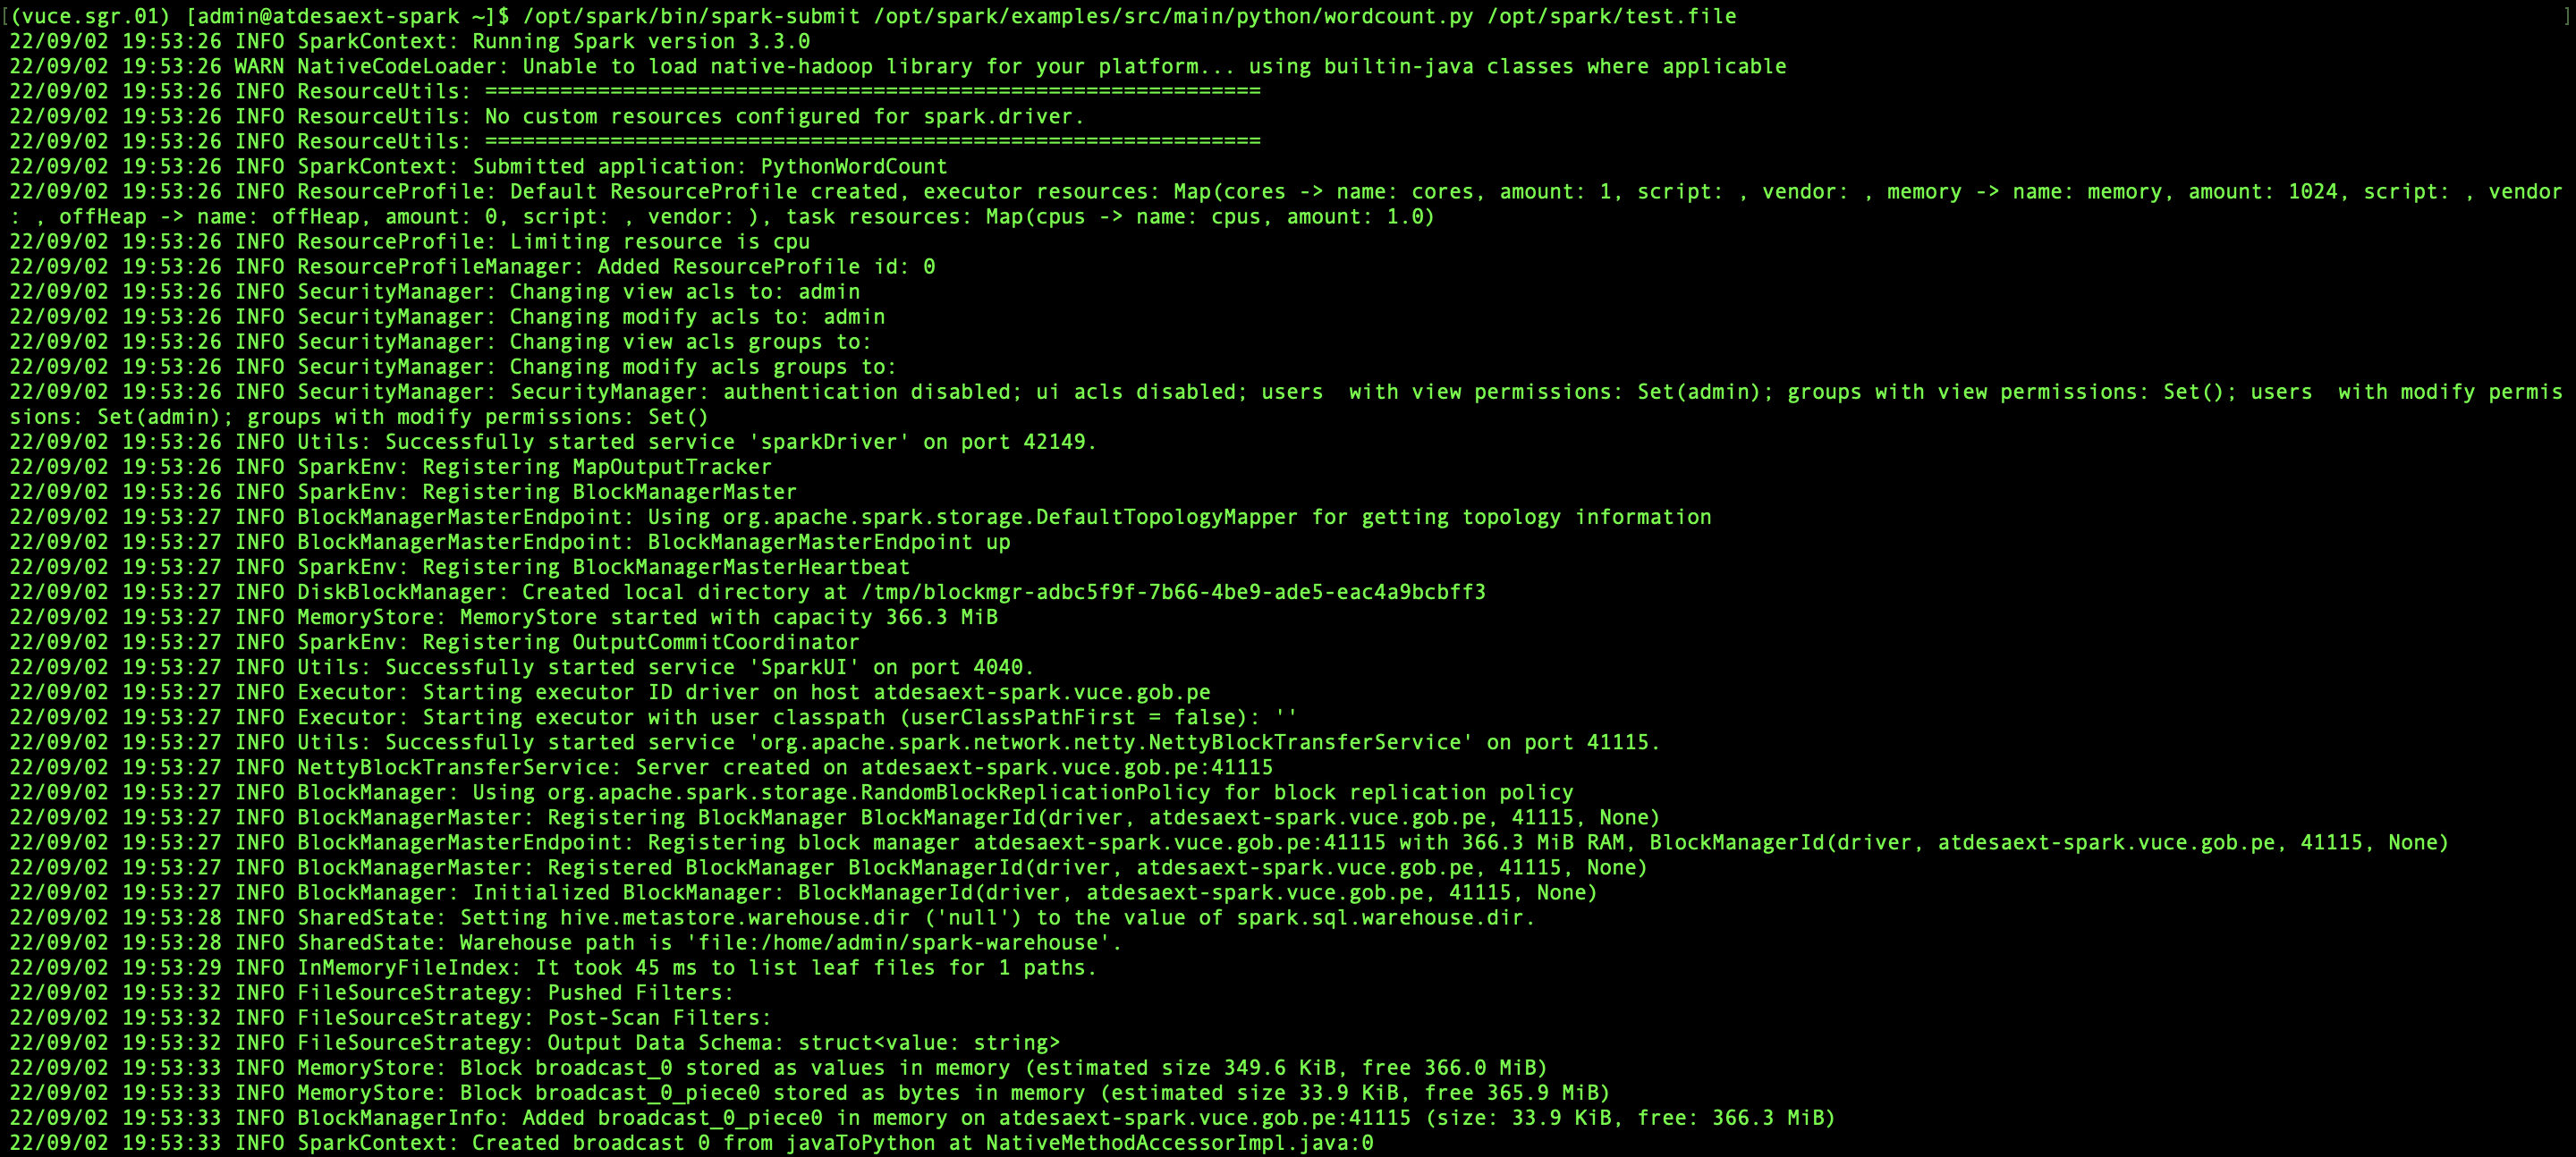 [(vuce.sgr.01) [admin@atdesaext-spark ~]$ /opt/spark/bin/spark-submit /opt/spark/examples/src/main/python/wordcount.py /opt/spark/test.file ]
22/09/02 19:53:26 INFO SparkContext: Running Spark version 3.3.0
22/09/02 19:53:26 WARN NativeCodeLoader: Unable to load native-hadoop library for your platform... using builtin-java classes where applicable
22/09/02 19:53:26 INFO ResourceUtils: ==============================================================
22/09/02 19:53:26 INFO ResourceUtils: No custom resources configured for spark.driver.
22/09/02 19:53:26 INFO ResourceUtils: ==============================================================
22/09/02 19:53:26 INFO SparkContext: Submitted application: PythonWordCount
22/09/02 19:53:26 INFO ResourceProfile: Default ResourceProfile created, executor resources: Map(cores -> name: cores, amount: 1, script: , vendor: , memory -> name: memory, amount: 1024, script: , vendor
: , offHeap -> name: offHeap, amount: 0, script: , vendor: ), task resources: Map(cpus -> name: cpus, amount: 1.0)
22/09/02 19:53:26 INFO ResourceProfile: Limiting resource is cpu
22/09/02 19:53:26 INFO ResourceProfileManager: Added ResourceProfile id: 0
22/09/02 19:53:26 INFO SecurityManager: Changing view acls to: admin
22/09/02 19:53:26 INFO SecurityManager: Changing modify acls to: admin
22/09/02 19:53:26 INFO SecurityManager: Changing view acls groups to:
22/09/02 19:53:26 INFO SecurityManager: Changing modify acls groups to:
22/09/02 19:53:26 INFO SecurityManager: SecurityManager: authentication disabled; ui acls disabled; users  with view permissions: Set(admin); groups with view permissions: Set(); users  with modify permis
sions: Set(admin); groups with modify permissions: Set()
22/09/02 19:53:26 INFO Utils: Successfully started service 'sparkDriver' on port 42149.
22/09/02 19:53:26 INFO SparkEnv: Registering MapOutputTracker
22/09/02 19:53:26 INFO SparkEnv: Registering BlockManagerMaster
22/09/02 19:53:27 INFO BlockManagerMasterEndpoint: Using org.apache.spark.storage.DefaultTopologyMapper for getting topology information
22/09/02 19:53:27 INFO BlockManagerMasterEndpoint: BlockManagerMasterEndpoint up
22/09/02 19:53:27 INFO SparkEnv: Registering BlockManagerMasterHeartbeat
22/09/02 19:53:27 INFO DiskBlockManager: Created local directory at /tmp/blockmgr-adbc5f9f-7b66-4be9-ade5-eac4a9bcbff3
22/09/02 19:53:27 INFO MemoryStore: MemoryStore started with capacity 366.3 MiB
22/09/02 19:53:27 INFO SparkEnv: Registering OutputCommitCoordinator
22/09/02 19:53:27 INFO Utils: Successfully started service 'SparkUI' on port 4040.
22/09/02 19:53:27 INFO Executor: Starting executor ID driver on host atdesaext-spark.vuce.gob.pe
22/09/02 19:53:27 INFO Executor: Starting executor with user classpath (userClassPathFirst = false): ''
22/09/02 19:53:27 INFO Utils: Successfully started service 'org.apache.spark.network.netty.NettyBlockTransferService' on port 41115.
22/09/02 19:53:27 INFO NettyBlockTransferService: Server created on atdesaext-spark.vuce.gob.pe:41115
22/09/02 19:53:27 INFO BlockManager: Using org.apache.spark.storage.RandomBlockReplicationPolicy for block replication policy
22/09/02 19:53:27 INFO BlockManagerMaster: Registering BlockManager BlockManagerId(driver, atdesaext-spark.vuce.gob.pe, 41115, None)
22/09/02 19:53:27 INFO BlockManagerMasterEndpoint: Registering block manager atdesaext-spark.vuce.gob.pe:41115 with 366.3 MiB RAM, BlockManagerId(driver, atdesaext-spark.vuce.gob.pe, 41115, None)
22/09/02 19:53:27 INFO BlockManagerMaster: Registered BlockManager BlockManagerId(driver, atdesaext-spark.vuce.gob.pe, 41115, None)
22/09/02 19:53:27 INFO BlockManager: Initialized BlockManager: BlockManagerId(driver, atdesaext-spark.vuce.gob.pe, 41115, None)
22/09/02 19:53:28 INFO SharedState: Setting hive.metastore.warehouse.dir ('null') to the value of spark.sql.warehouse.dir.
22/09/02 19:53:28 INFO SharedState: Warehouse path is 'file:/home/admin/spark-warehouse'.
22/09/02 19:53:29 INFO InMemoryFileIndex: It took 45 ms to list leaf files for 1 paths.
22/09/02 19:53:32 INFO FileSourceStrategy: Pushed Filters:
22/09/02 19:53:32 INFO FileSourceStrategy: Post-Scan Filters:
22/09/02 19:53:32 INFO FileSourceStrategy: Output Data Schema: struct<value: string>
22/09/02 19:53:33 INFO MemoryStore: Block broadcast_0 stored as values in memory (estimated size 349.6 KiB, free 366.0 MiB)
22/09/02 19:53:33 INFO MemoryStore: Block broadcast_0_piece0 stored as bytes in memory (estimated size 33.9 KiB, free 365.9 MiB)
22/09/02 19:53:33 INFO BlockManagerInfo: Added broadcast_0_piece0 in memory on atdesaext-spark.vuce.gob.pe:41115 (size: 33.9 KiB, free: 366.3 MiB)
22/09/02 19:53:33 INFO SparkContext: Created broadcast 0 from javaToPython at NativeMethodAccessorImpl.java:0